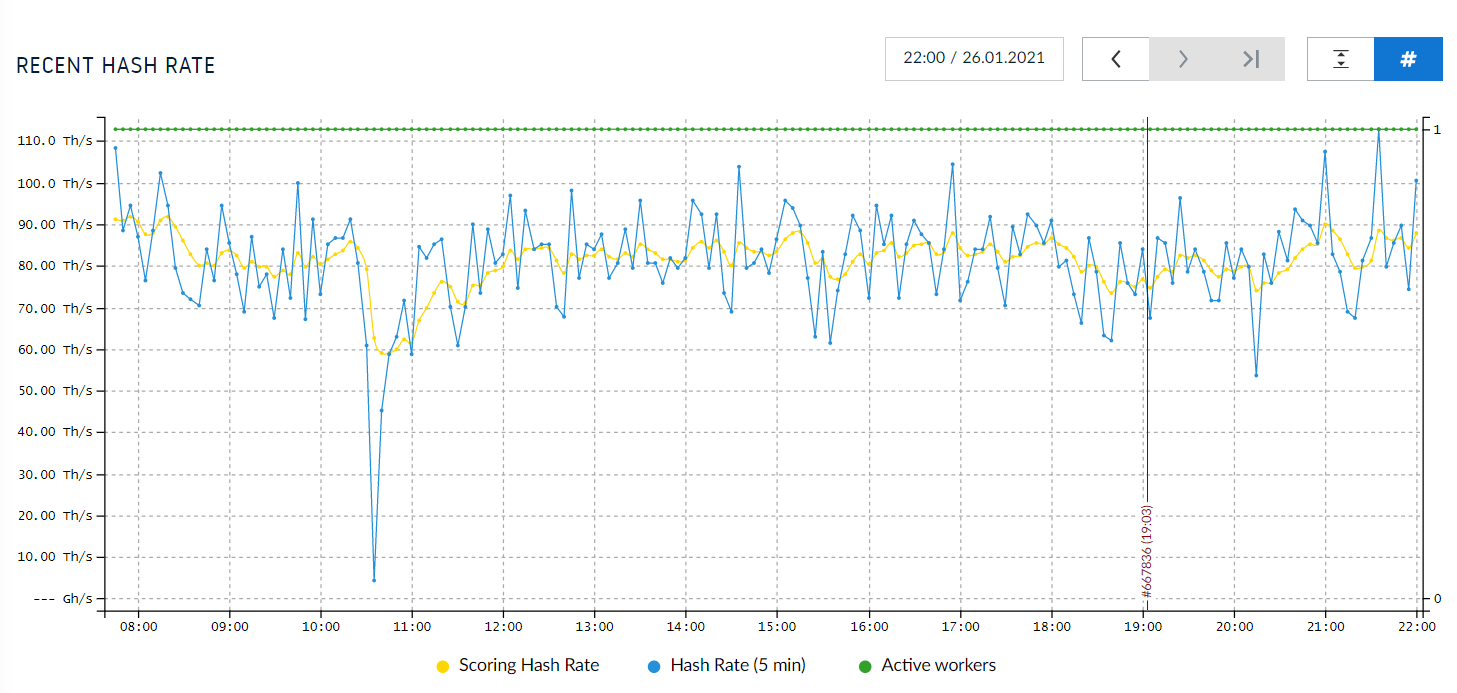 RECENT HASH RATE
22:00 / 26.01.2021
#
110.0 Th/s
1
100.0 Th/s
90.00 Th/s
80.00 Th/s
70.00 Th/s
60.00 Th/s
50.00 Th/s
40.00 Th/s
30.00 Th/s
20.00 Th/s
10.00 Th/s
--- Gh/s
0
#667836 (19:03)
08:00 09:00 10:00 11:00 12:00 13:00 14:00 15:00 16:00 17:00 18:00 19:00 20:00 21:00 22:00
Scoring Hash Rate Hash Rate (5 min) Active workers